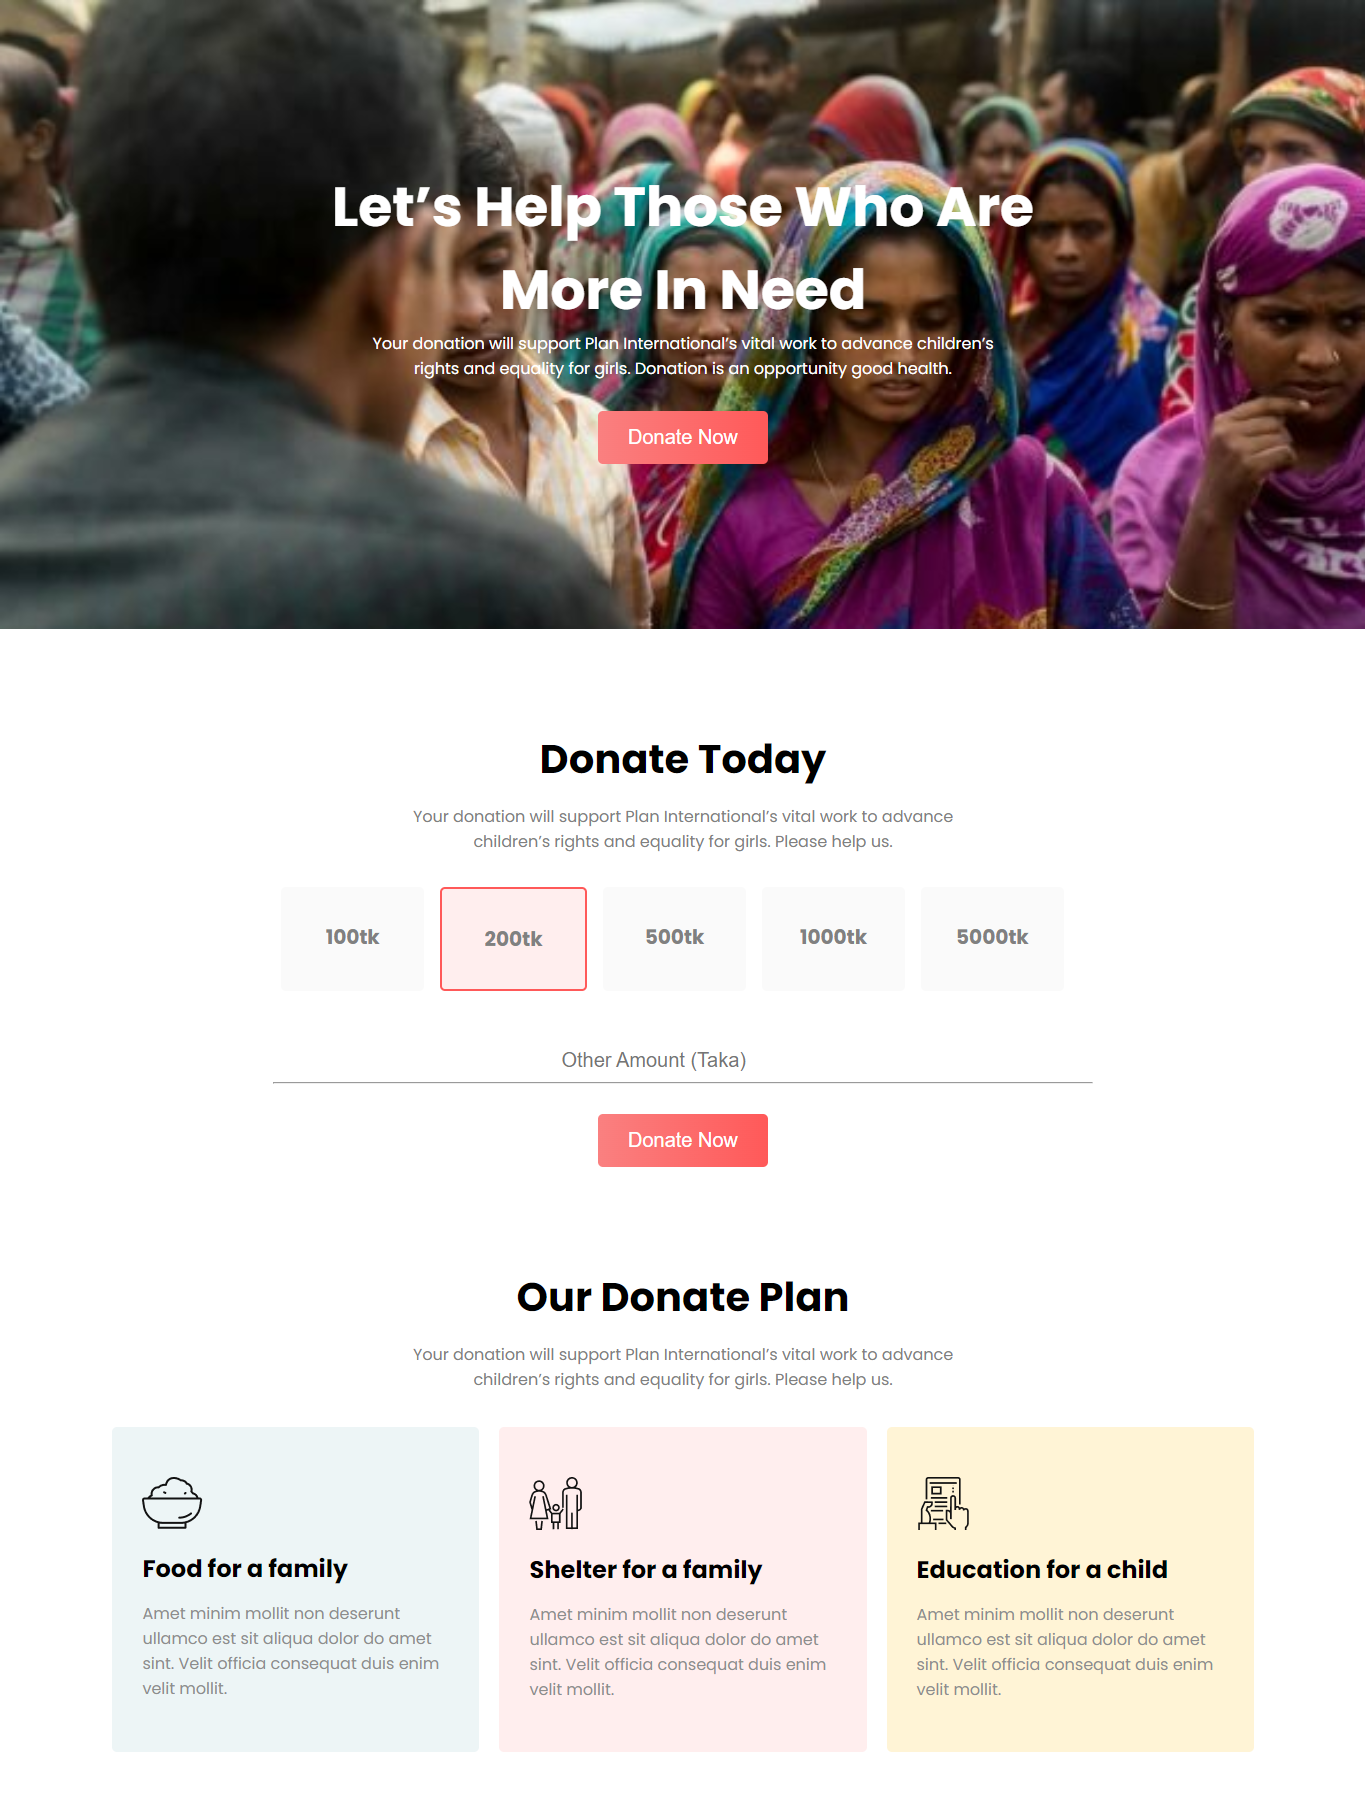 Let’s Help Those Who Are
More In Need
Your donation will support Plan International’s vital work to advance children’s
rights and equality for girls. Donation is an opportunity good health.
Donate Now
Donate Today
Your donation will support Plan International’s vital work to advance
children’s rights and equality for girls. Please help us.
100tk
200tk
500tk
1000tk
5000tk
Other Amount (Taka)
Donate Now
Our Donate Plan
Your donation will support Plan International’s vital work to advance
children’s rights and equality for girls. Please help us.
Food for a family
Amet minim mollit non deserunt
ullamco est sit aliqua dolor do amet
sint. Velit officia consequat duis enim
velit mollit.
Shelter for a family
Amet minim mollit non deserunt
ullamco est sit aliqua dolor do amet
sint. Velit officia consequat duis enim
velit mollit.
Education for a child
Amet minim mollit non deserunt
ullamco est sit aliqua dolor do amet
sint. Velit officia consequat duis enim
velit mollit.